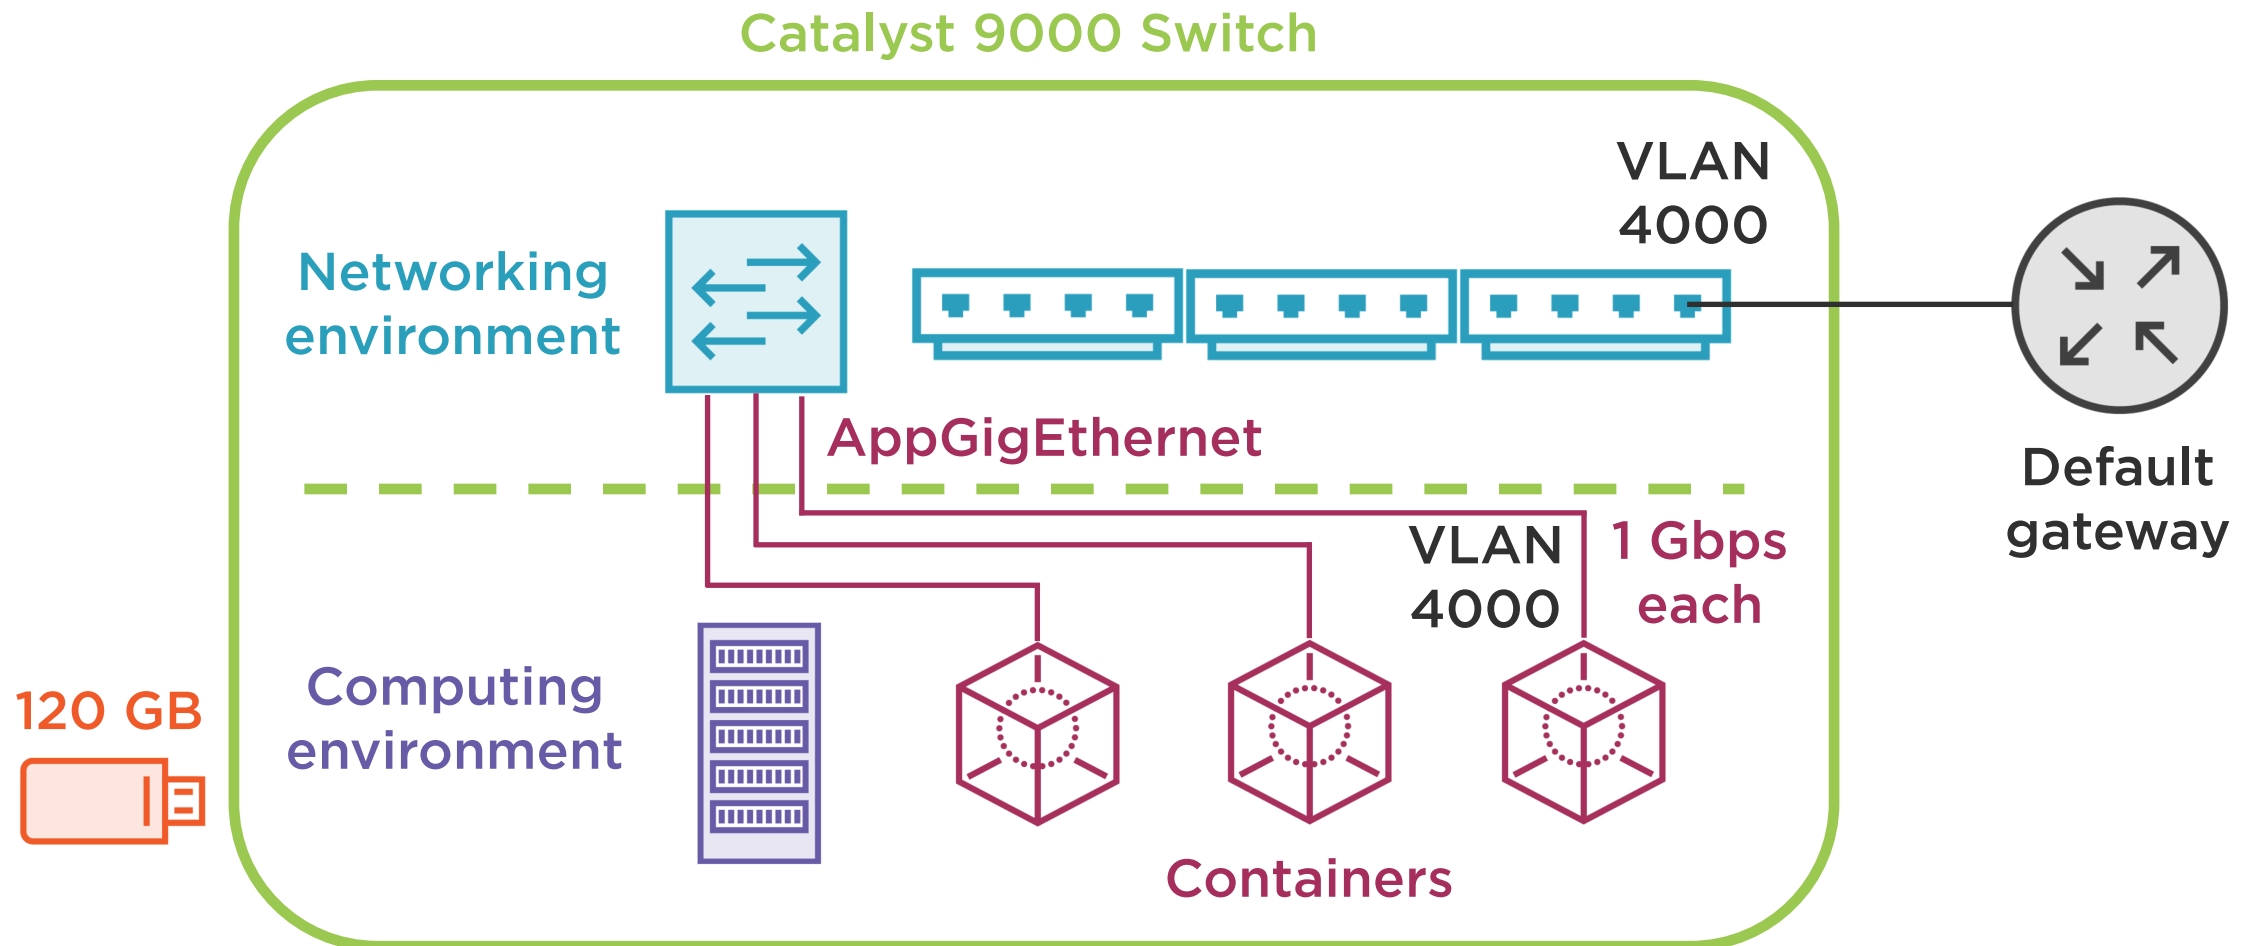 Catalyst 9000 Switch
VLAN
4000
Networking
environment
AppGigEthernet
Default
gateway
VLAN
4000
1 Gbps
each
120 GB
Computing
environment
Containers